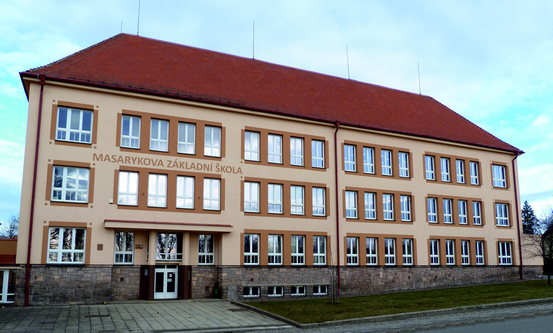 MASARYKOVA ZÁKLADNÍ ŠKOLA